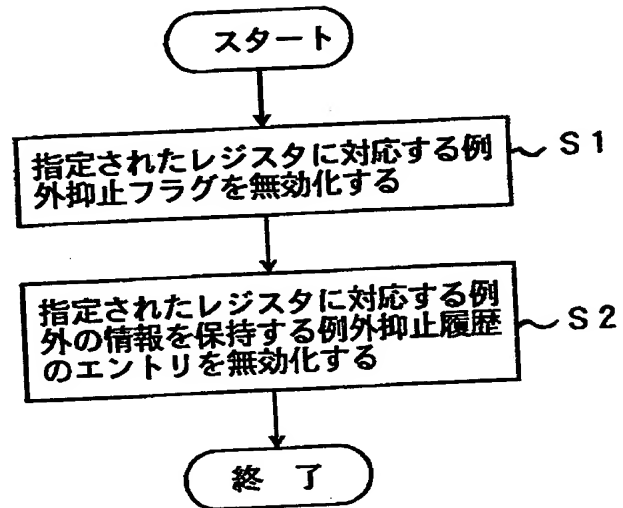 スタート
指定されたレジスタに対応する例
外抑止フラグを無効化する
S1
指定されたレジスタに対応する例
外の情報を保持する例外抑止履歴
のエントリを無効化する
S2
終 了